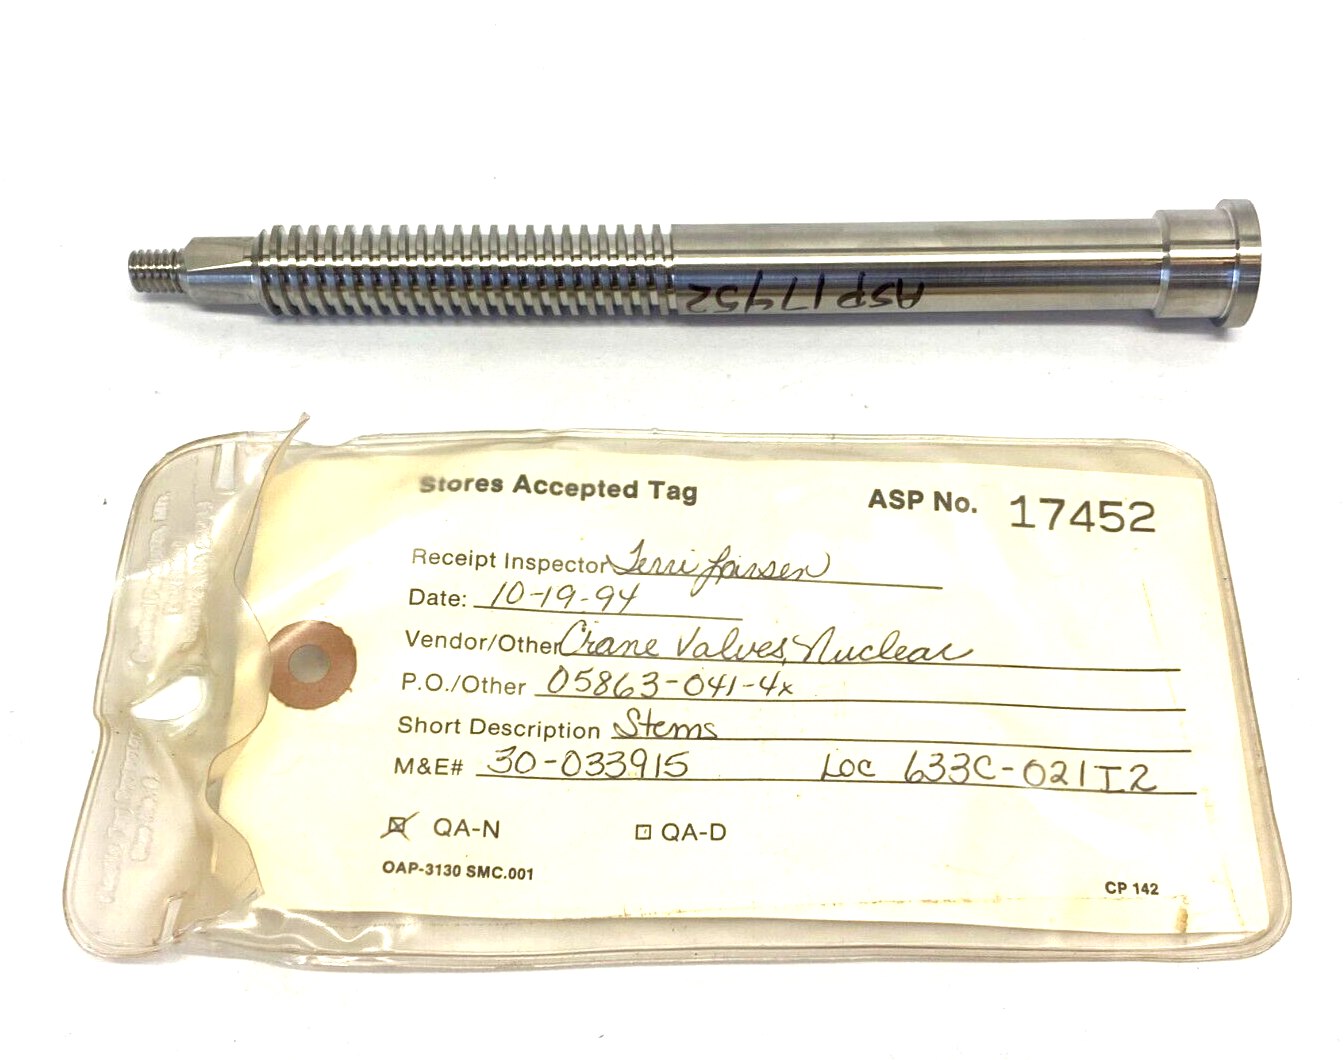 ASP17452
Stores Accepted Tag ASP No. 17452
Receipt Inspector Terri
Date: 10-19-94
Vendor/Other Crane Valves, Nuclear
P.O./Other 05863-041-4x
Short Description Stems
M&E# 30-033915 Loc 633C-021I2
QA-N QA-D
OAP-3130 SMC.001 CP 142